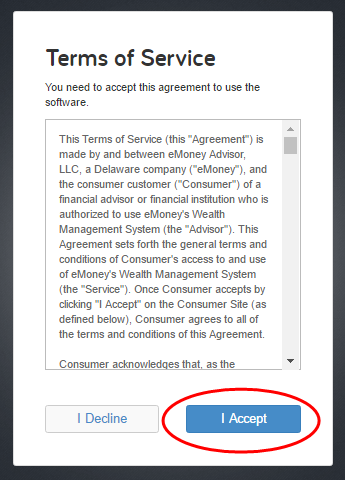 Terms of Service
You need to accept this agreement to use the
software.
This Terms of Service (this "Agreement") is
made by and between eMoney Advisor,
LLC, a Delaware company ("eMoney"), and
the consumer customer ("Consumer") of a
financial advisor or financial institution who is
authorized to use eMoney's Wealth
Management System (the "Advisor"). This
Agreement sets forth the general terms and
conditions of Consumer's access to and use
of eMoney's Wealth Management System
(the "Service"). Once Consumer accepts by
clicking "I Accept" on the Consumer Site (as
defined below), Consumer agrees to all of
the terms and conditions of this Agreement.
Consumer acknowledges that, as the
I Decline
I Accept